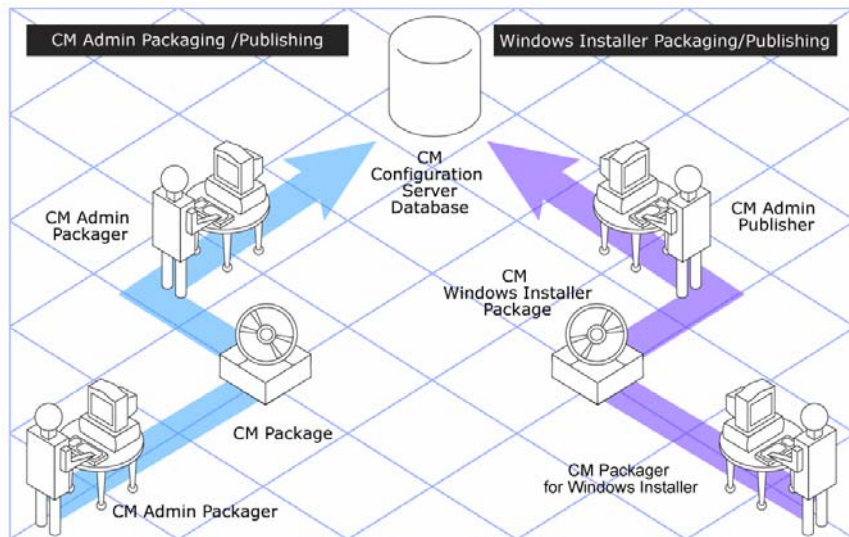 CM Admin Packaging /Publishing
Windows Installer Packaging/Publishing
CM
Configuration
Server
Database
CM Admin
Packager
CM Admin
Publisher
CM
Windows Installer
Package
CM Package
CM Admin Packager
CM Packager
for Windows Installer